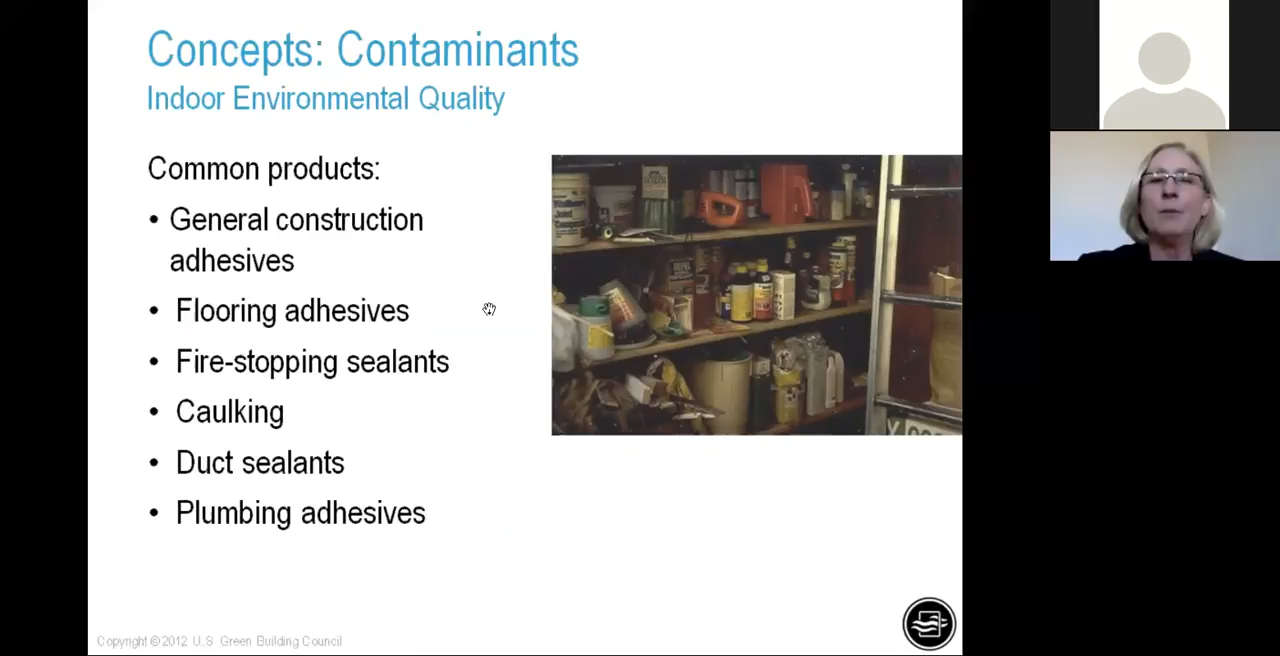 Concepts: Contaminants
Indoor Environmental Quality
Common products:
• General construction
adhesives
• Flooring adhesives
• Fire-stopping sealants
• Caulking
• Duct sealants
• Plumbing adhesives
Copyright © 2012 U.S. Green Building Council